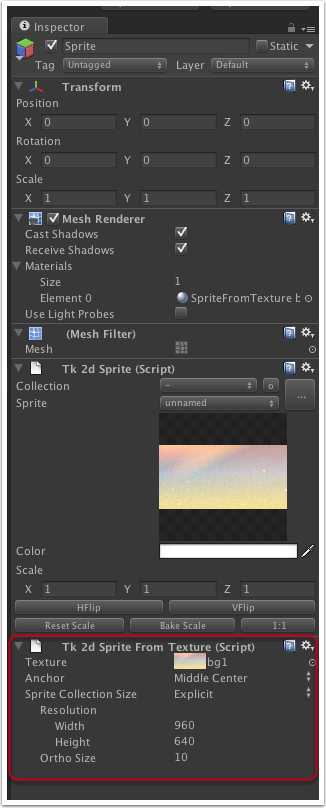 Inspector
Sprite Static
Tag Untagged Layer Default
Transform
Position
X 0 Y 0 Z 0
Rotation
X 0 Y 0 Z 0
Scale
X 1 Y 1 Z 1
Mesh Renderer
Cast Shadows
Receive Shadows
Materials
Size 1
Element 0 SpriteFromTexture
Use Light Probes
(Mesh Filter)
Mesh
Tk 2d Sprite (Script)
Collection - o ...
Sprite unnamed
Color
Scale
X 1 Y 1 Z 1
HFlip VFlip
Reset Scale Bake Scale 1:1
Tk 2d Sprite From Texture (Script)
Texture bg1
Anchor Middle Center
Sprite Collection Size Explicit
Resolution
Width 960
Height 640
Ortho Size 10